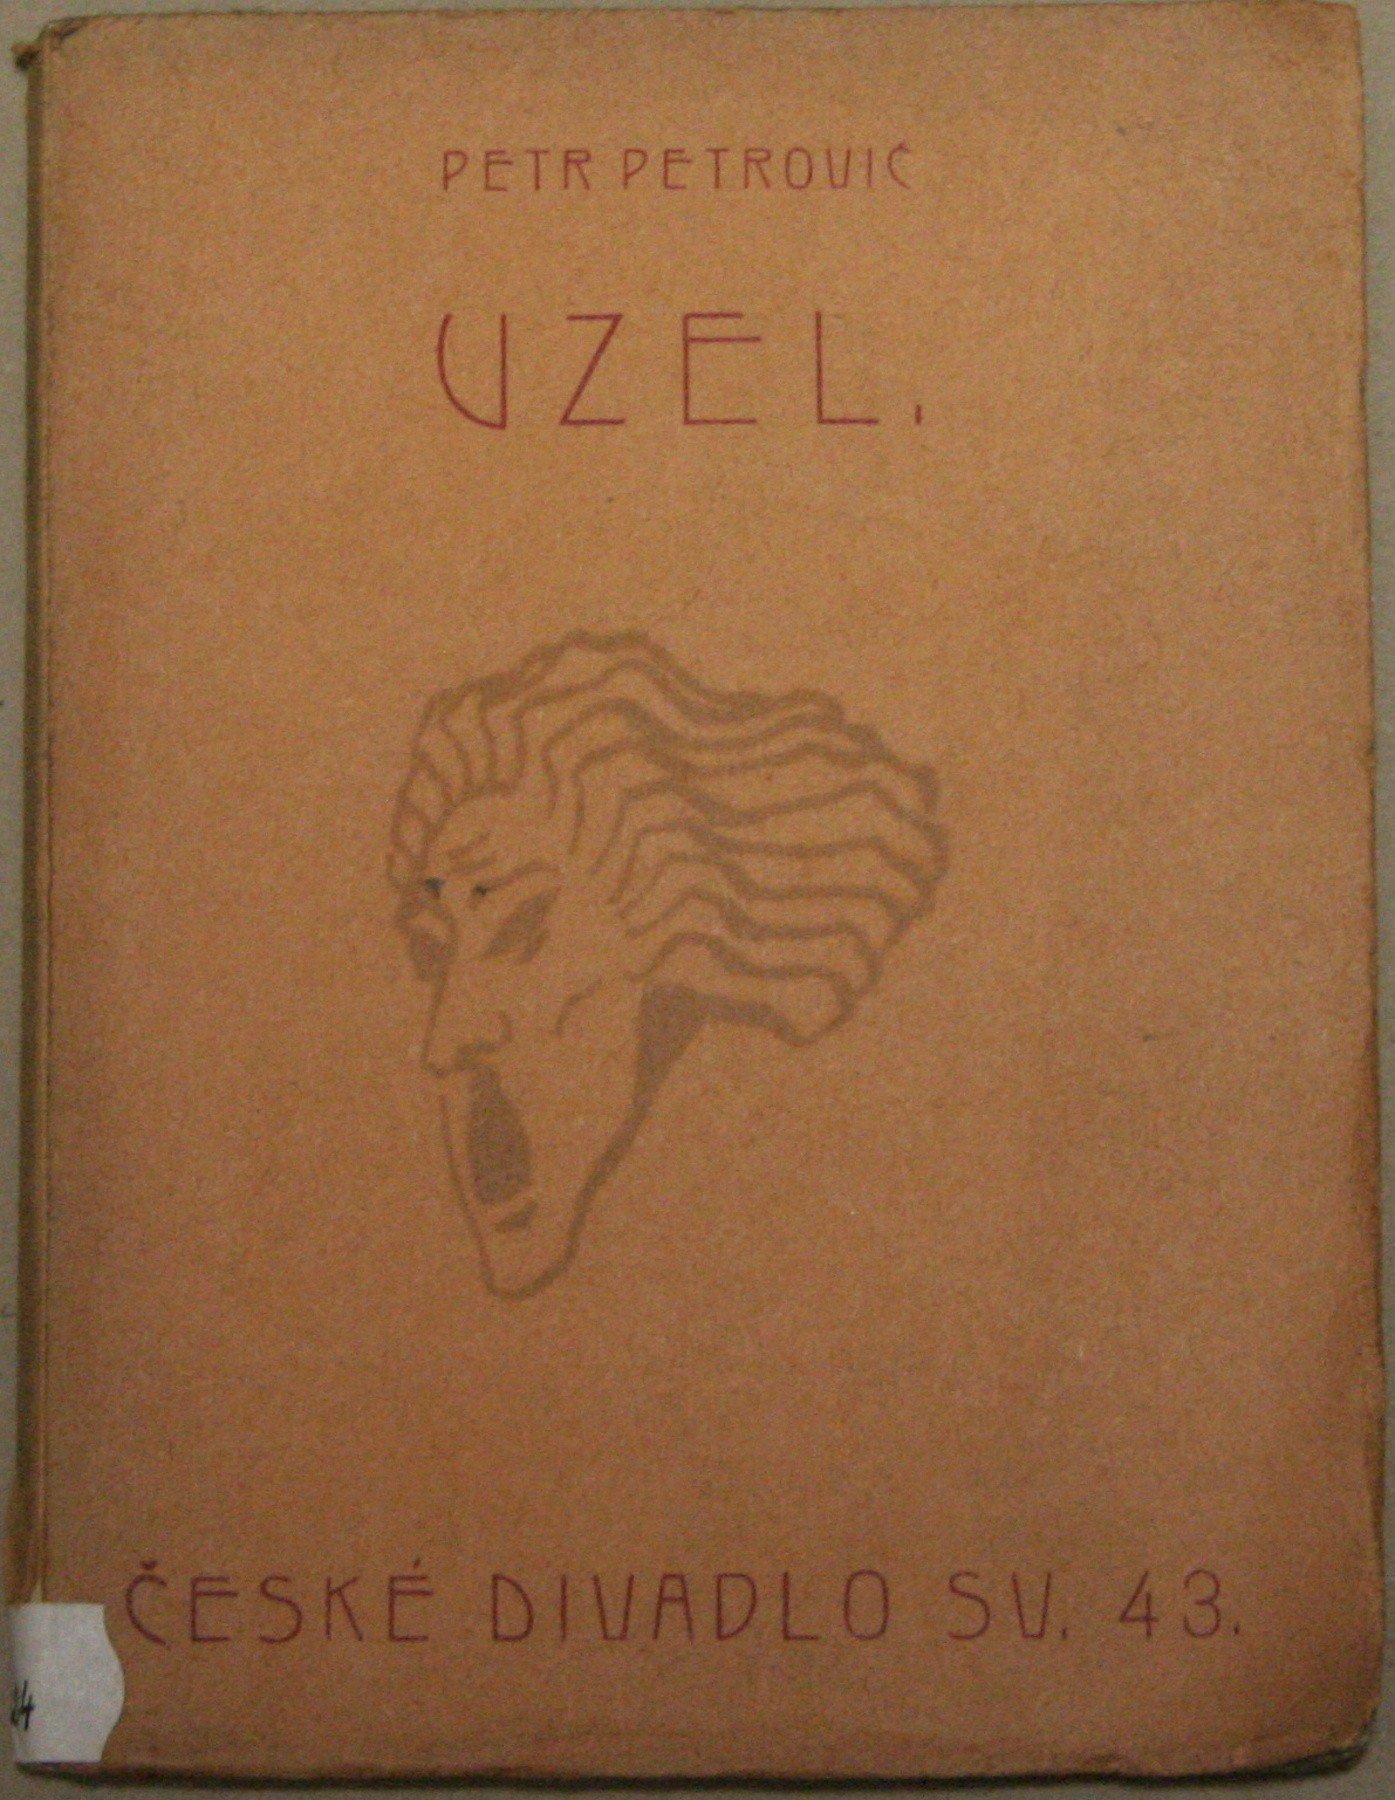 PETR PETROVIĆ
UZEL.
ČESKÉ DIVADLO SV. 43.